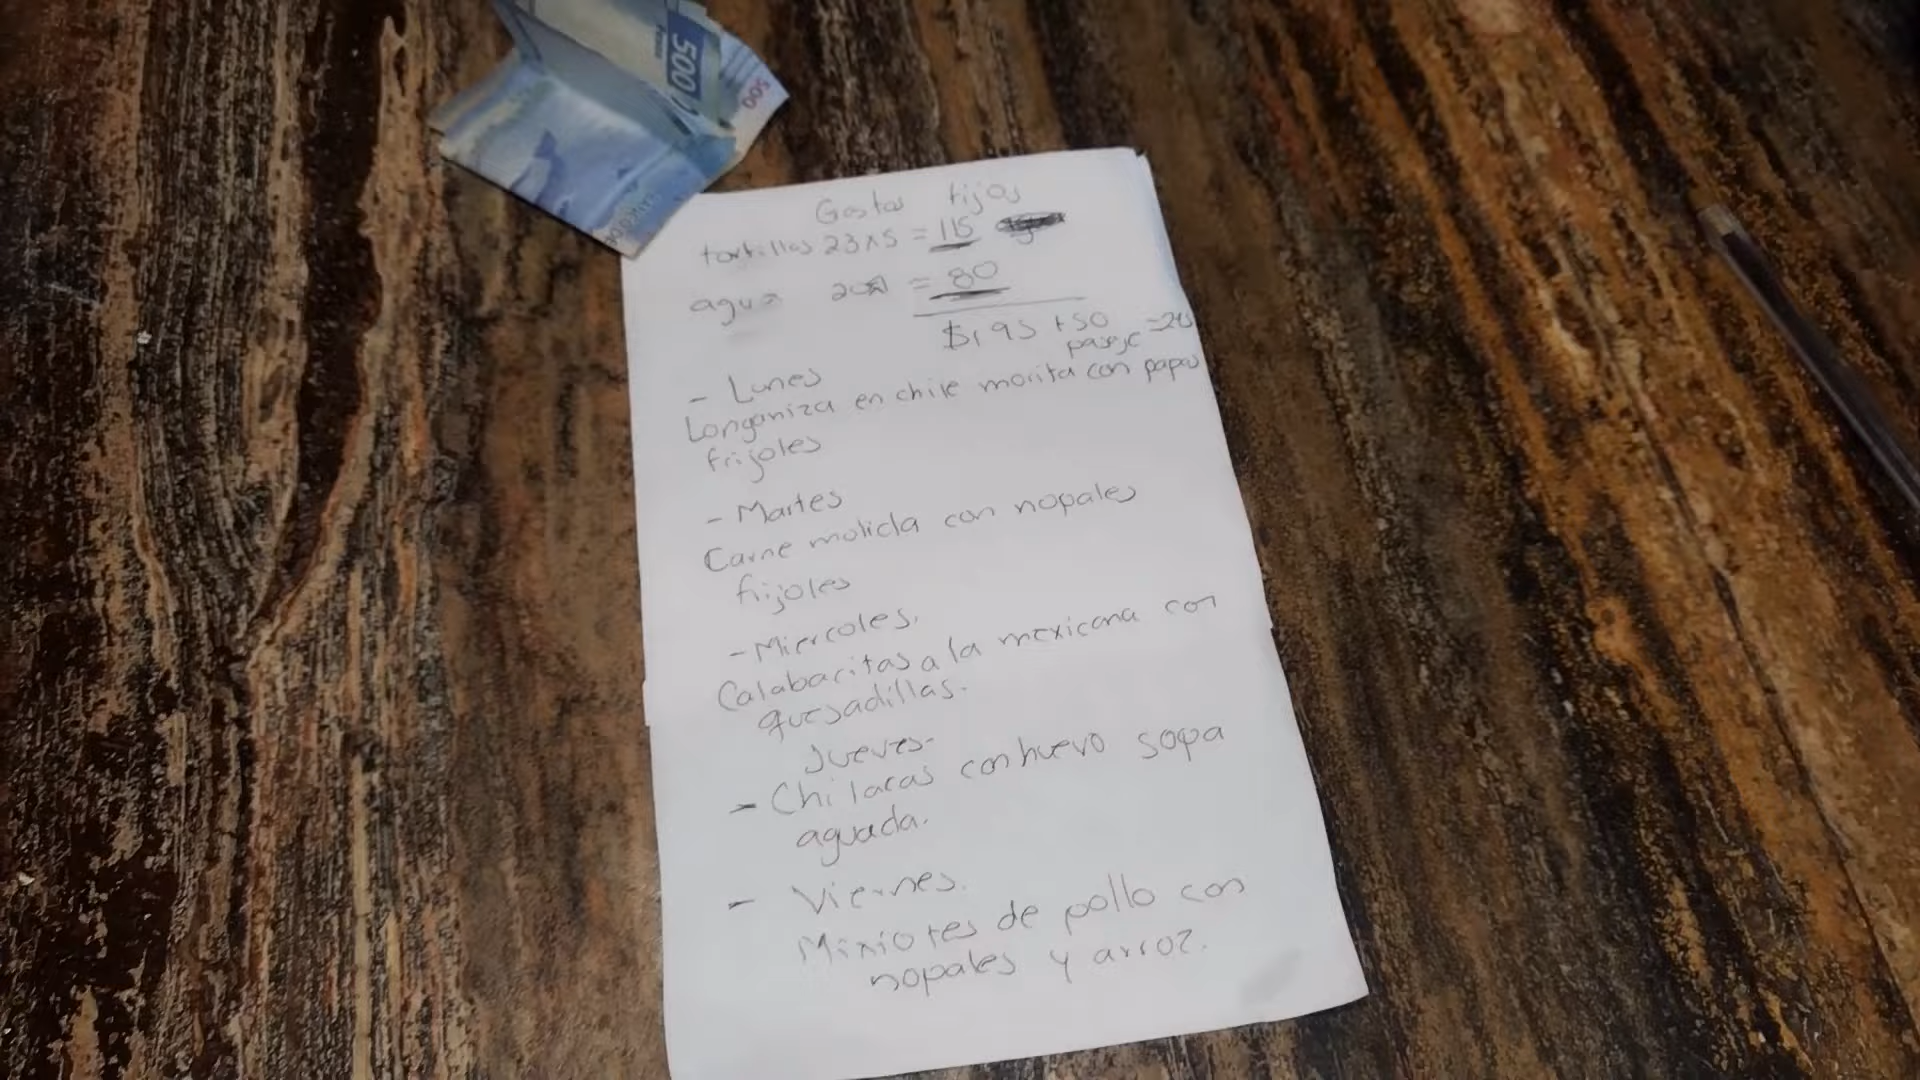 500
500
Gastos fijos
tortillas 23x5 = 115
agua = 80
$195 +50
pasaje
- Lunes
Longaniza en chile morita con papas
frijoles
- Martes
Carne molida con nopales
frijoles
- Miercoles.
Calabacitas a la mexicana con
quesadillas.
Jueves-
- Chilacas con huevo sopa
aguada.
- Viernes.
Mixiotes de pollo con
nopales y arroz.